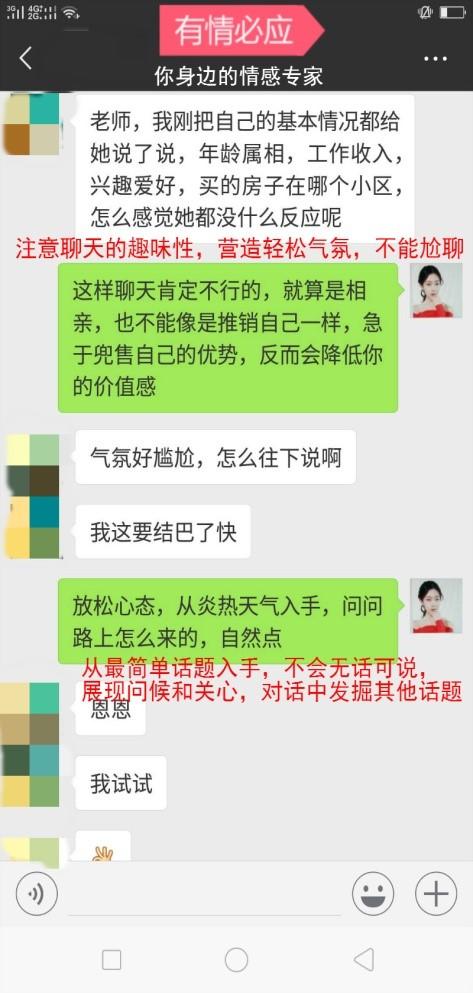 3G 4G 2G
有情必应
你身边的情感专家
老师，我刚把自己的基本情况都给
她说了说，年龄属相，工作收入，
兴趣爱好，买的房子在哪个小区，
怎么感觉她都没什么反应呢
注意聊天的趣味性，营造轻松气氛，不能尬聊
这样聊天肯定不行的，就算是相
亲，也不能像是推销自己一样，急
于兜售自己的优势，反而会降低你
的价值感
气氛好尴尬，怎么往下说啊
我这要结巴了快
放松心态，从炎热天气入手，问问
路上怎么来的，自然点
从最简单话题入手，不会无话可说，
展现问候和关心，对话中发掘其他话题
恩恩
我试试